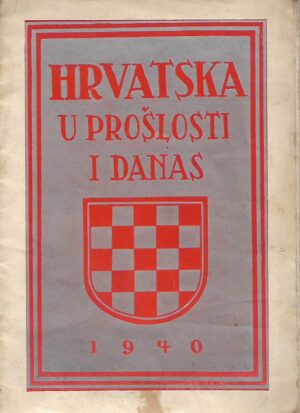 HRVATSKA
U PROŠLOSTI
I DANAS
1940